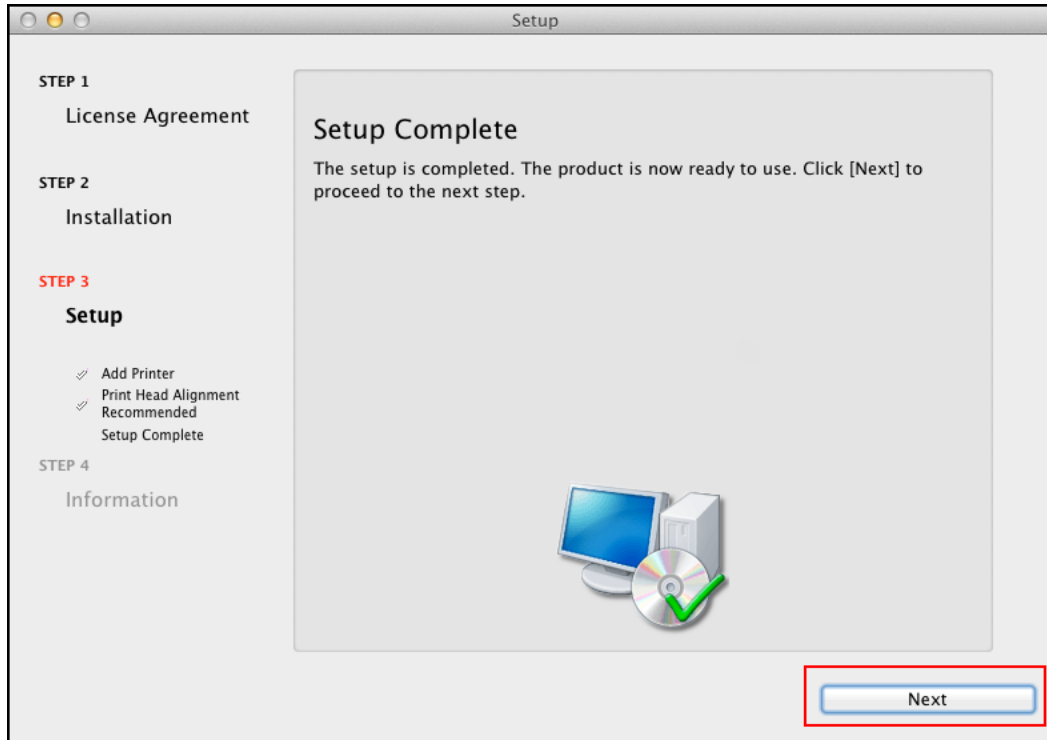 Setup
STEP 1
License Agreement
STEP 2
Installation
STEP 3
Setup
Add Printer
Print Head Alignment
Recommended
Setup Complete
STEP 4
Information
Setup Complete
The setup is completed. The product is now ready to use. Click [Next] to
proceed to the next step.
Next